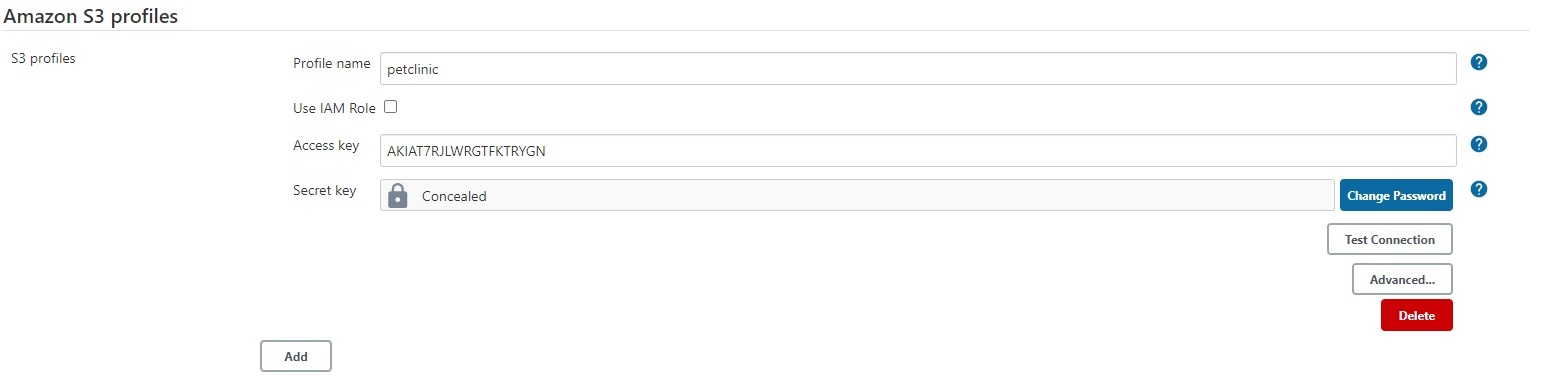 Amazon S3 profiles
S3 profiles
Profile name petclinic ?
Use IAM Role ?
Access key AKIAT7RJLWRGTFKTRYGN ?
Secret key Concealed Change Password ?
Test Connection
Advanced...
Delete
Add